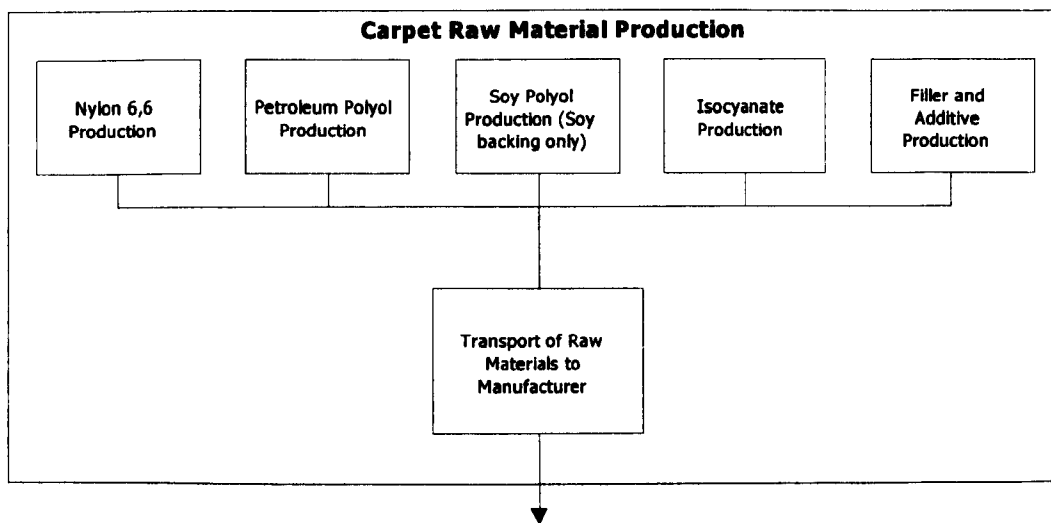 Carpet Raw Material Production
Nylon 6,6
Production
Petroleum Polyol
Production
Soy Polyol
Production (Soy
backing only)
Isocyanate
Production
Filler and
Additive
Production
Transport of Raw
Materials to
Manufacturer